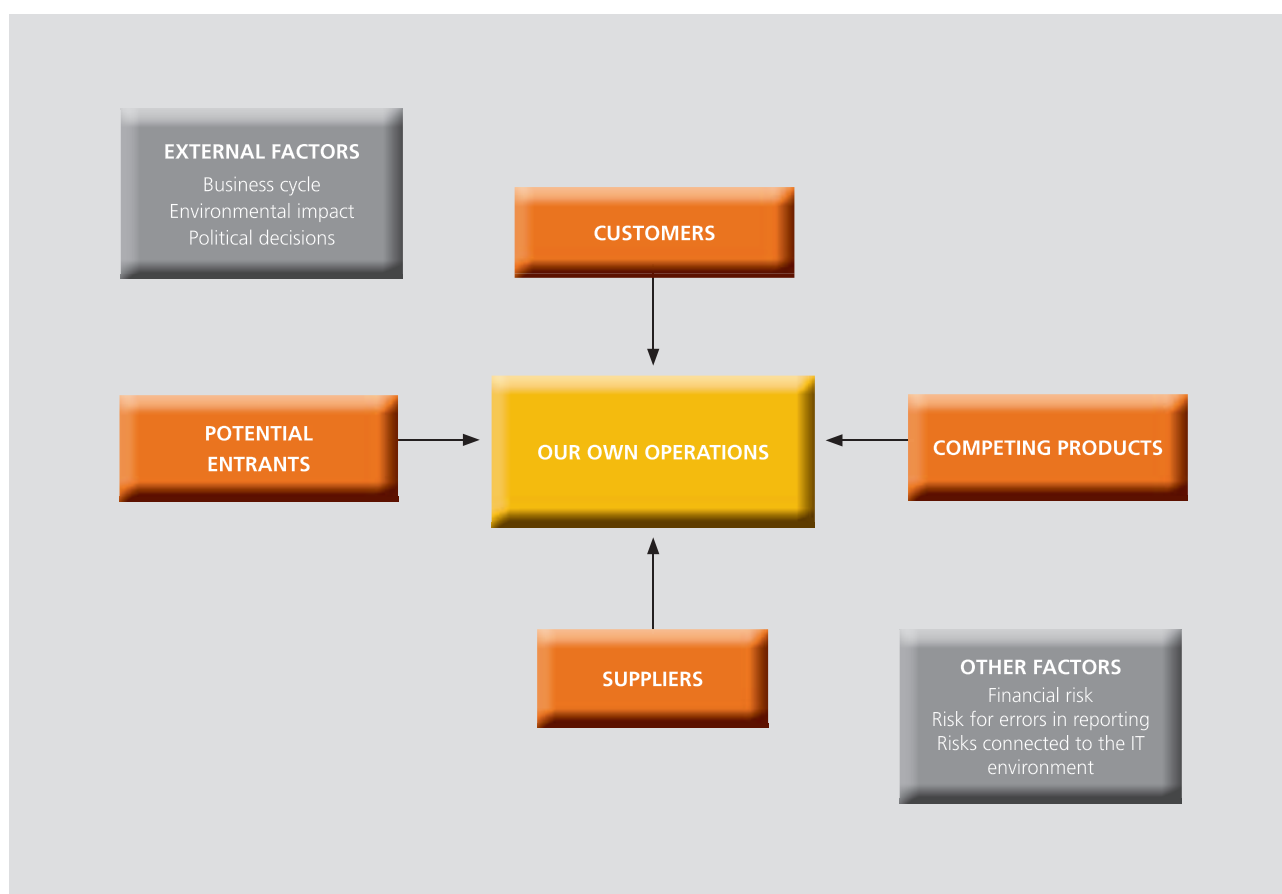 EXTERNAL FACTORS
Business cycle
Environmental impact
Political decisions
CUSTOMERS
POTENTIAL
ENTRANTS
OUR OWN OPERATIONS
COMPETING PRODUCTS
SUPPLIERS
OTHER FACTORS
Financial risk
Risk for errors in reporting
Risks connected to the IT
environment